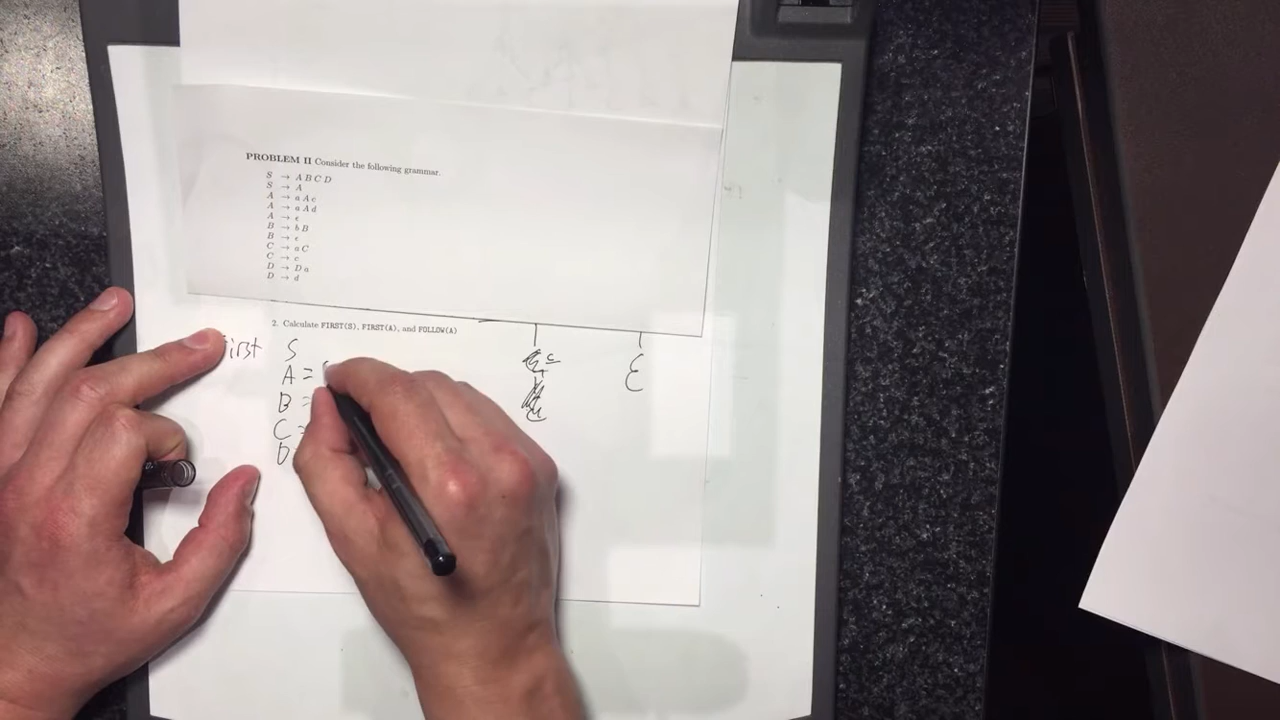 PROBLEM II Consider the following grammar.
S → A B C D
S → A
A → a A c
A → a A d
A → ϵ
B → b B
B → ϵ
C → a C
C → c
D → D a
D → d
2. Calculate FIRST(S), FIRST(A), and FOLLOW(A)
First S
A =
B =
C =
D
c
ε